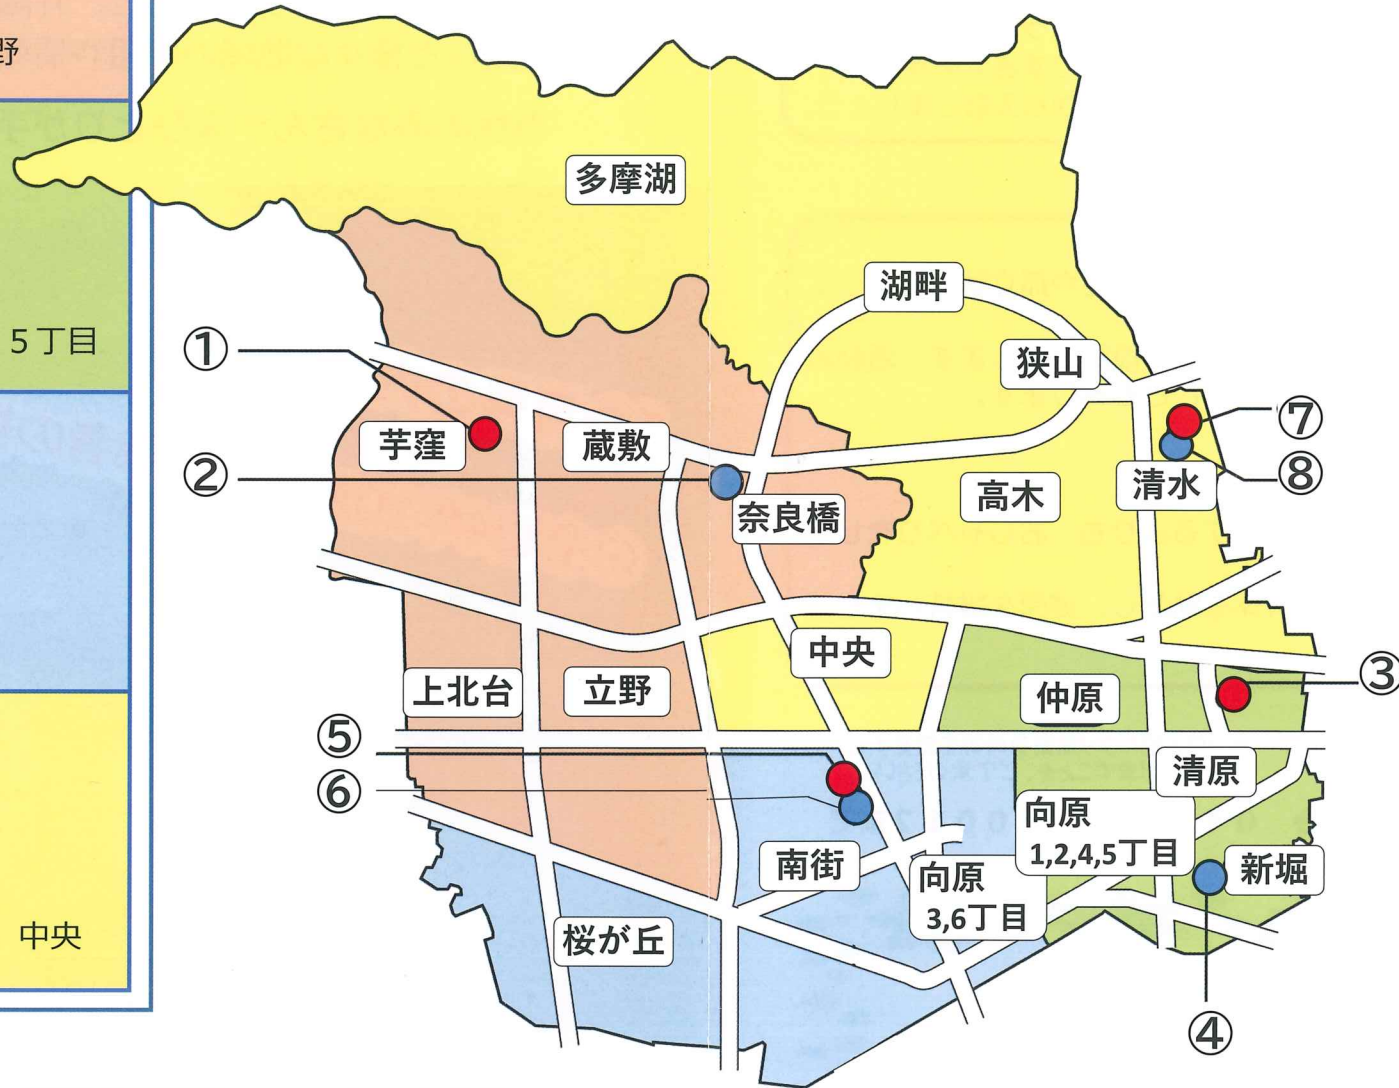 野
5丁目
中央
多摩湖
湖畔
狭山
①
芋窪
蔵敷
⑦
②
奈良橋
高木
清水
⑧
中央
上北台
立野
仲原
③
⑤
⑥
清原
向原
1,2,4,5丁目
南街
向原
3,6丁目
新堀
桜が丘
④